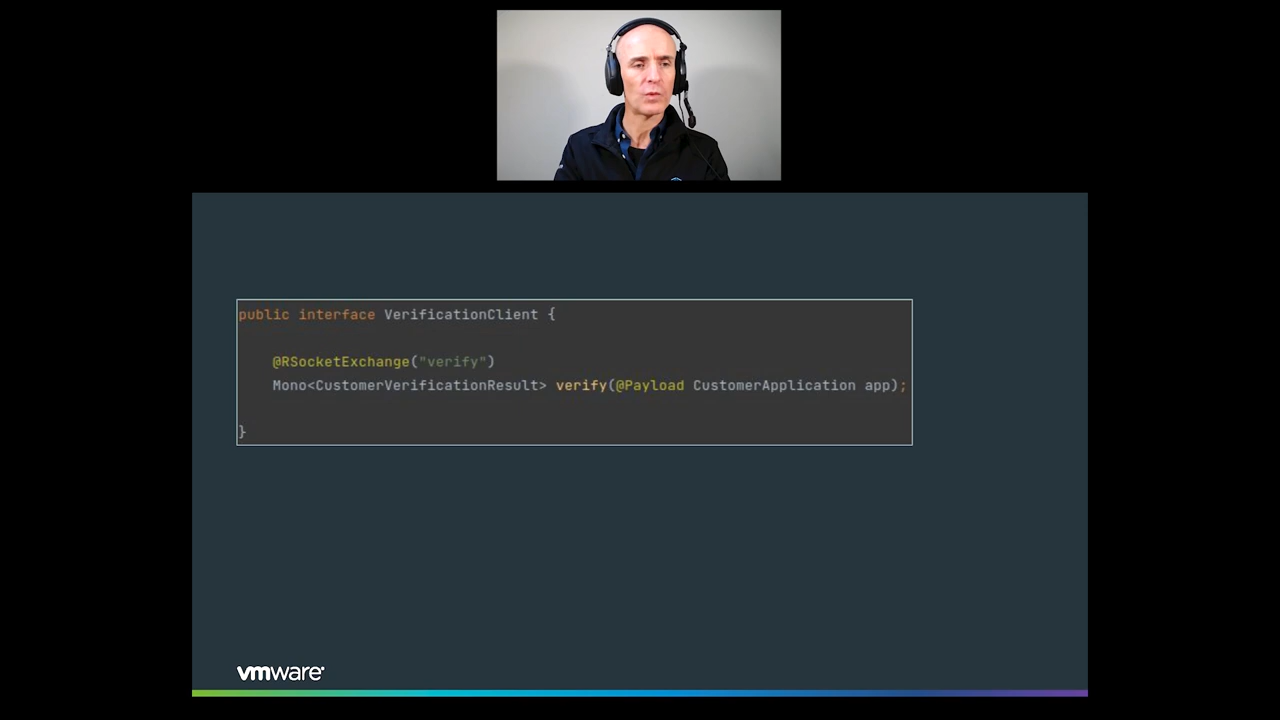 public interface VerificationClient {
@RSocketExchange("verify")
Mono<CustomerVerificationResult> verify(@Payload CustomerApplication app);
}
vmware